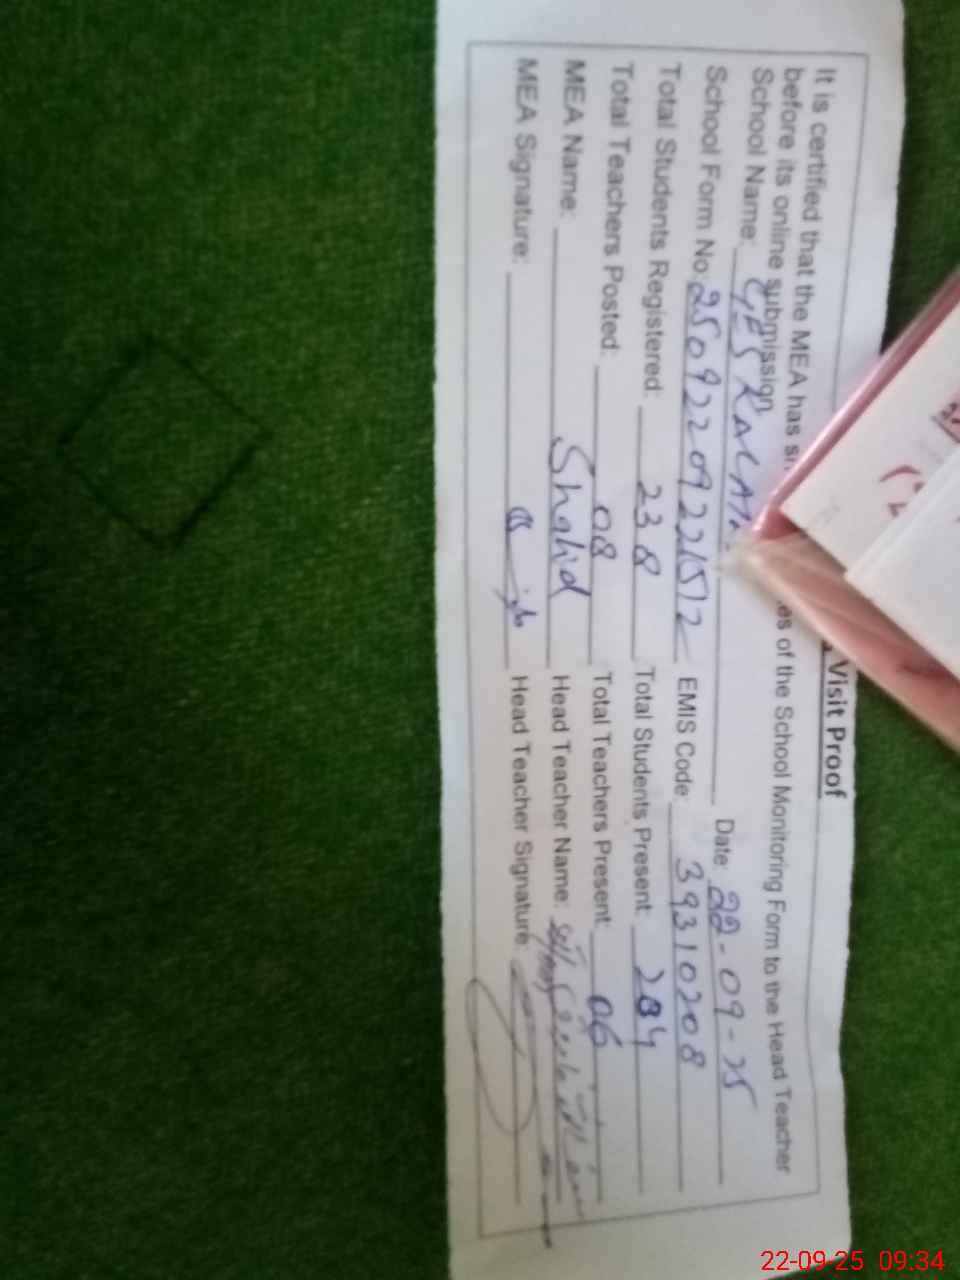 Visit Proof
It is certified that the MEA has es of the School Monitoring Form to the Head Teacher
before its online submission
School Name: GPS Date: 22-09-25
School Form No: 25092209221512 EMIS Code: 39310208
Total Students Registered: 238 Total Students Present: 204
Total Teachers Posted: 08 Total Teachers Present: 06
MEA Name: Shahid Head Teacher Name:
MEA Signature: Head Teacher Signature:
22-09-25 09:34